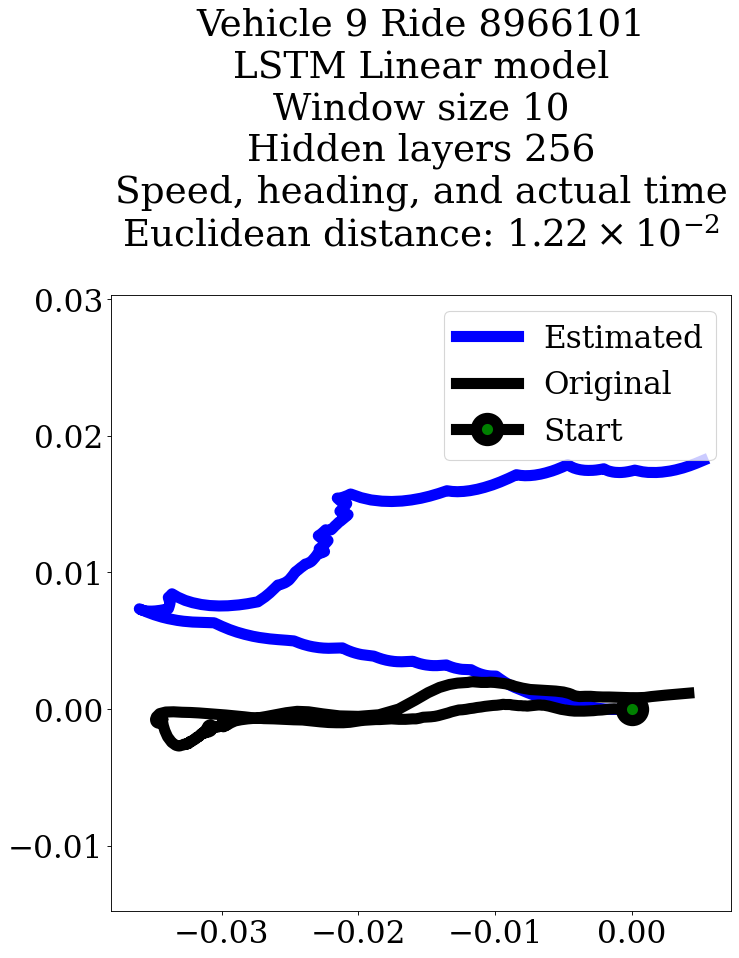 Vehicle 9 Ride 8966101
LSTM Linear model
Window size 10
Hidden layers 256
Speed, heading, and actual time
Euclidean distance: 1.22 × 10⁻²
0.03
0.02
0.01
0.00
−0.01
Estimated
Original
Start
−0.03 −0.02 −0.01 0.00